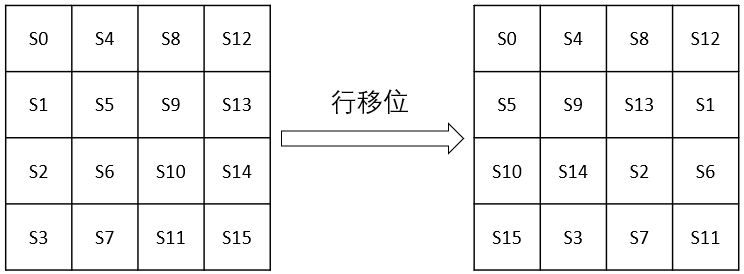 S0 S4 S8 S12
S1 S5 S9 S13
S2 S6 S10 S14
S3 S7 S11 S15
行移位
S0 S4 S8 S12
S5 S9 S13 S1
S10 S14 S2 S6
S15 S3 S7 S11